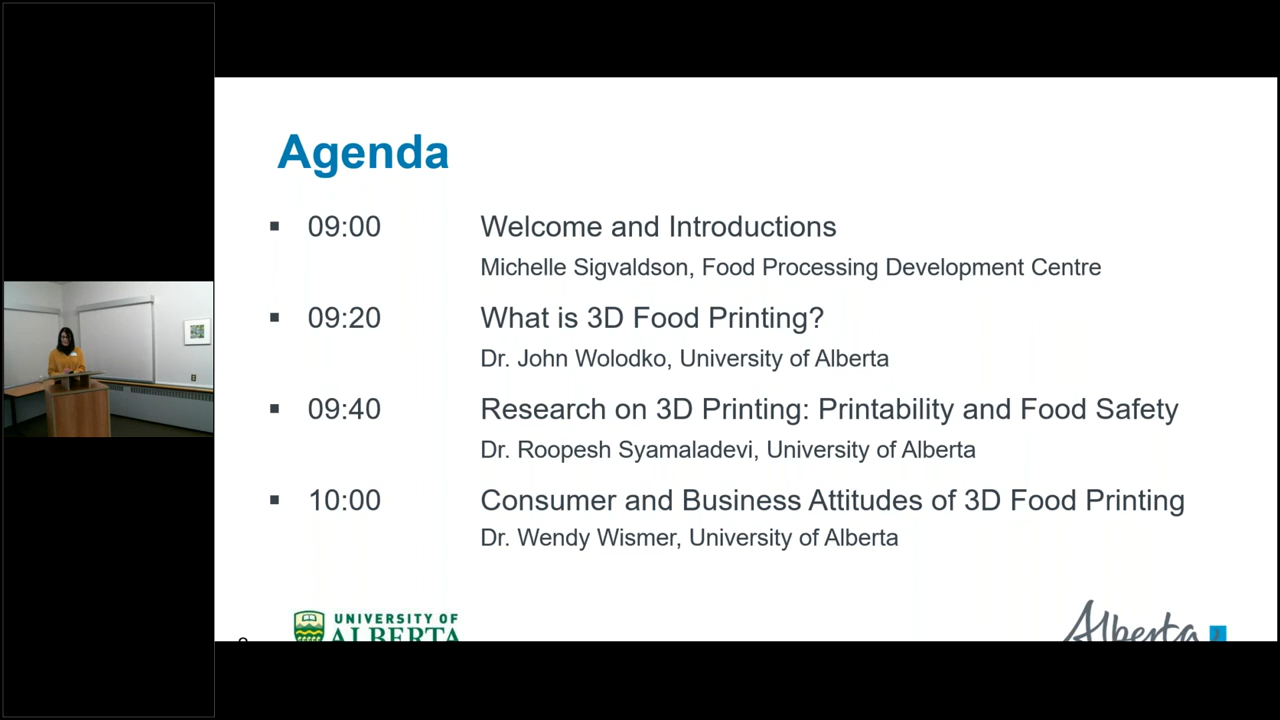 Agenda
▪ 09:00 Welcome and Introductions
Michelle Sigvaldson, Food Processing Development Centre
▪ 09:20 What is 3D Food Printing?
Dr. John Wolodko, University of Alberta
▪ 09:40 Research on 3D Printing: Printability and Food Safety
Dr. Roopesh Syamaladevi, University of Alberta
▪ 10:00 Consumer and Business Attitudes of 3D Food Printing
Dr. Wendy Wismer, University of Alberta
UNIVERSITY OF
ALBERTA
Alberta